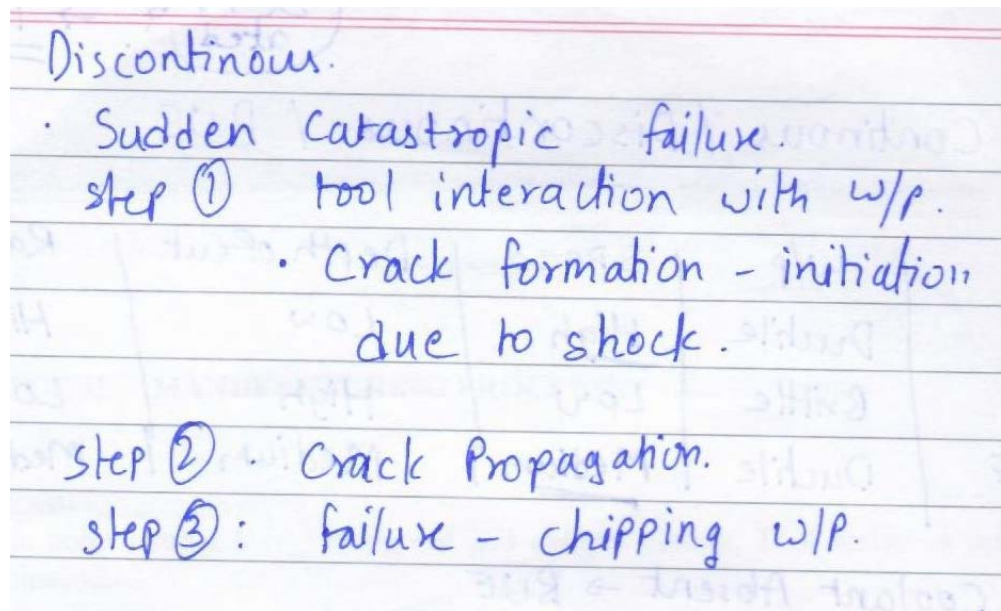 Discontinous.
· Sudden Catastropic failure.
step ① tool interaction with w/p.
· Crack formation - initiation
due to shock.
step ② · Crack Propagation.
step ③ : failure - chipping w/p